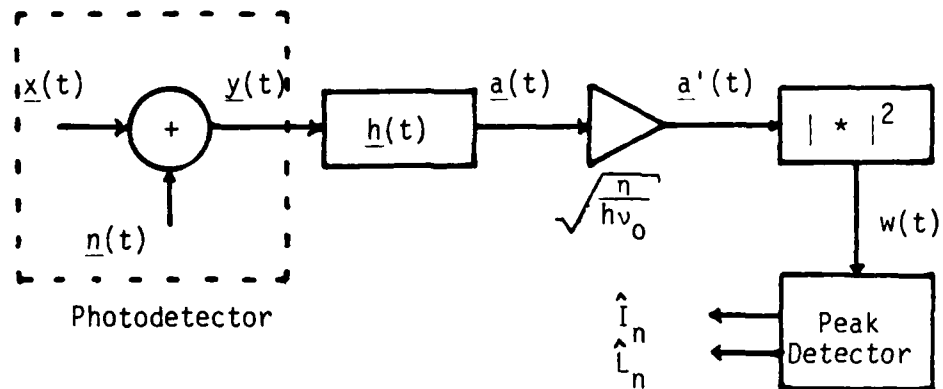 x(t)
y(t)
a(t)
a'(t)
+
h(t)
| * |²
n(t)
√(η/hν₀)
w(t)
Photodetector
Î_n
L̂_n
Peak
Detector